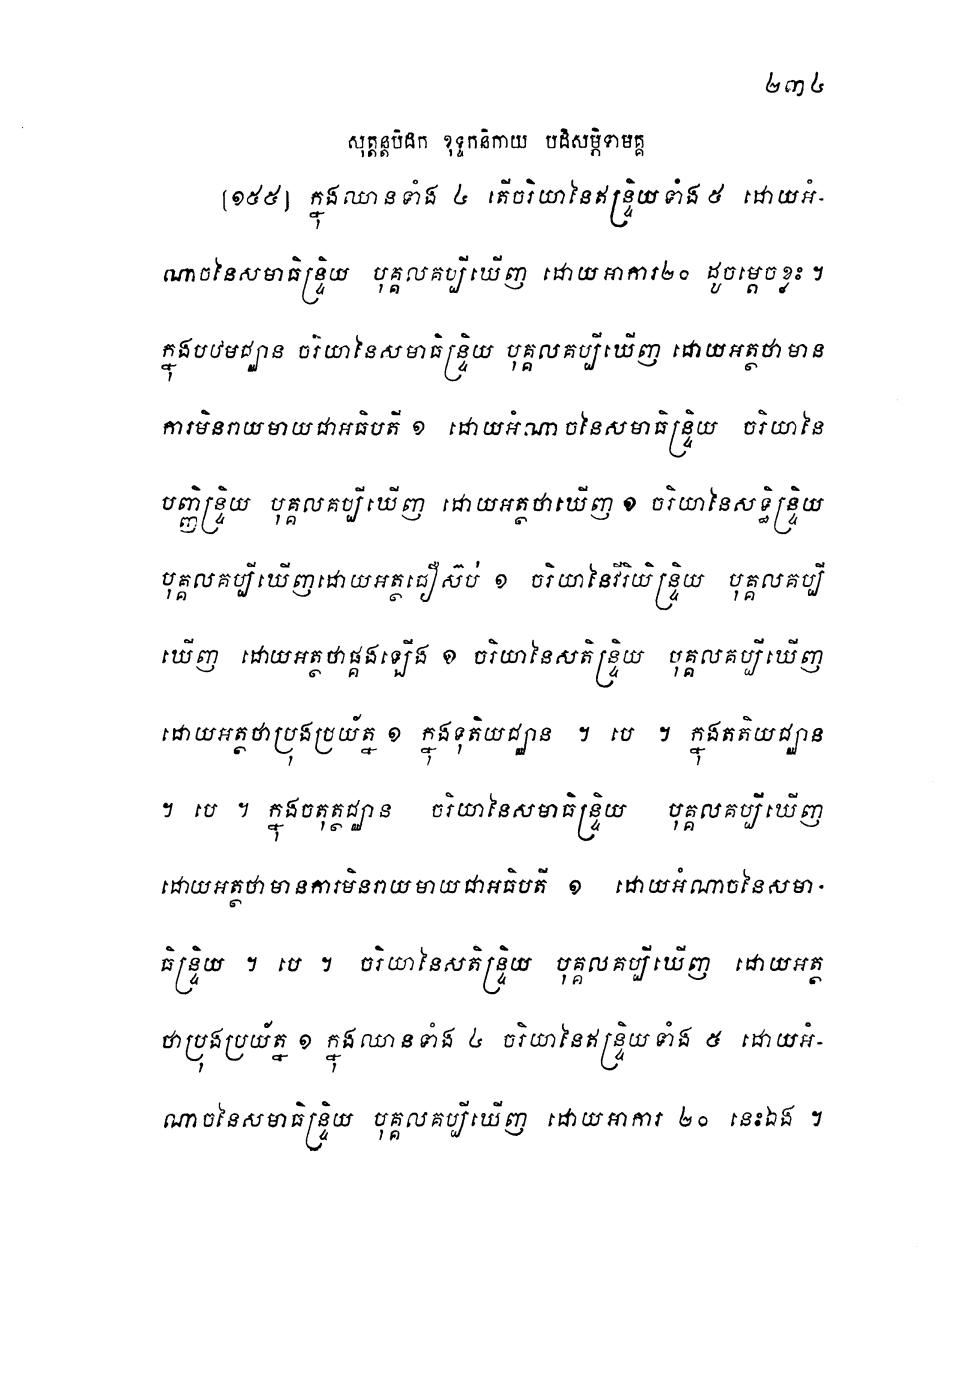 ២៣៤
សុត្តន្តបិដក ខុទ្ទកនិកាយ បដិសម្ភិទាមគ្គ
[១៥៥] ក្នុងឈានទាំង ៤ តើចរិយានៃឥន្ទ្រិយទាំង ៥ ដោយអំ-
ណាចនៃសមាធិន្ទ្រិយ បុគ្គលគប្បីឃើញ ដោយអាការ២០ ដូចម្តេចខ្លះ ។
ក្នុងបឋមជ្ឈាន ចរិយានៃសមាធិន្ទ្រិយ បុគ្គលគប្បីឃើញ ដោយអត្ថថាមាន
ការមិនរាយមាយជាអធិបតី ១ ដោយអំណាចនៃសមាធិន្ទ្រិយ ចរិយានៃ
បញ្ញិន្ទ្រិយ បុគ្គលគប្បីឃើញ ដោយអត្ថថាឃើញ ១ ចរិយានៃសទ្ធិន្ទ្រិយ
បុគ្គលគប្បីឃើញដោយអត្ថជឿស៊ប់ ១ ចរិយានៃវីរិយិន្ទ្រិយ បុគ្គលគប្បី
ឃើញ ដោយអត្ថថាផ្គងឡើង ១ ចរិយានៃសតិន្ទ្រិយ បុគ្គលគប្បីឃើញ
ដោយអត្ថថាប្រុងប្រយ័ត្ន ១ ក្នុងទុតិយជ្ឈាន ។ បេ ។ ក្នុងតតិយជ្ឈាន
។ បេ ។ ក្នុងចតុត្ថជ្ឈាន ចរិយានៃសមាធិន្ទ្រិយ បុគ្គលគប្បីឃើញ
ដោយអត្ថថាមានការមិនរាយមាយជាអធិបតី ១ ដោយអំណាចនៃសមា-
ធិន្ទ្រិយ ។ បេ ។ ចរិយានៃសតិន្ទ្រិយ បុគ្គលគប្បីឃើញ ដោយអត្ថ
ថាប្រុងប្រយ័ត្ន ១ ក្នុងឈានទាំង ៤ ចរិយានៃឥន្ទ្រិយទាំង ៥ ដោយអំ-
ណាចនៃសមាធិន្ទ្រិយ បុគ្គលគប្បីឃើញ ដោយអាការ ២០ នេះឯង ។